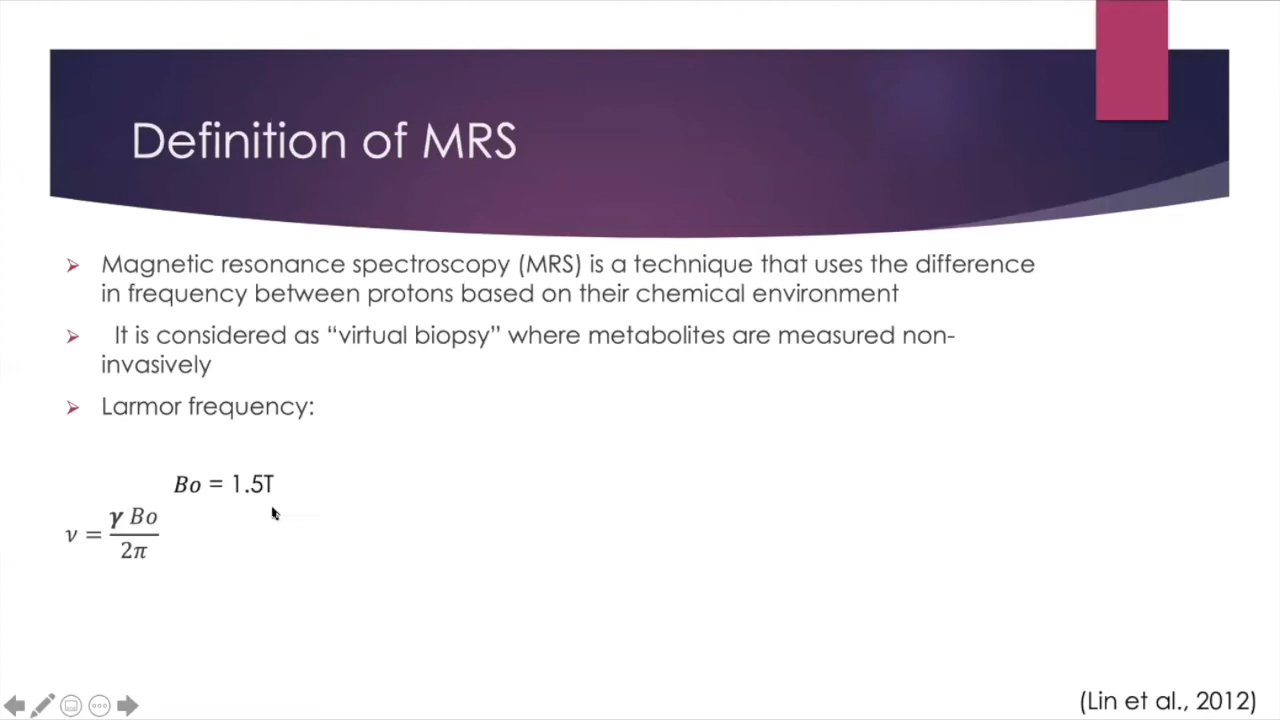 Definition of MRS
Magnetic resonance spectroscopy (MRS) is a technique that uses the difference
in frequency between protons based on their chemical environment
It is considered as “virtual biopsy” where metabolites are measured non-
invasively
Larmor frequency:
Bo = 1.5T
ν = γ Bo / 2π
(Lin et al., 2012)